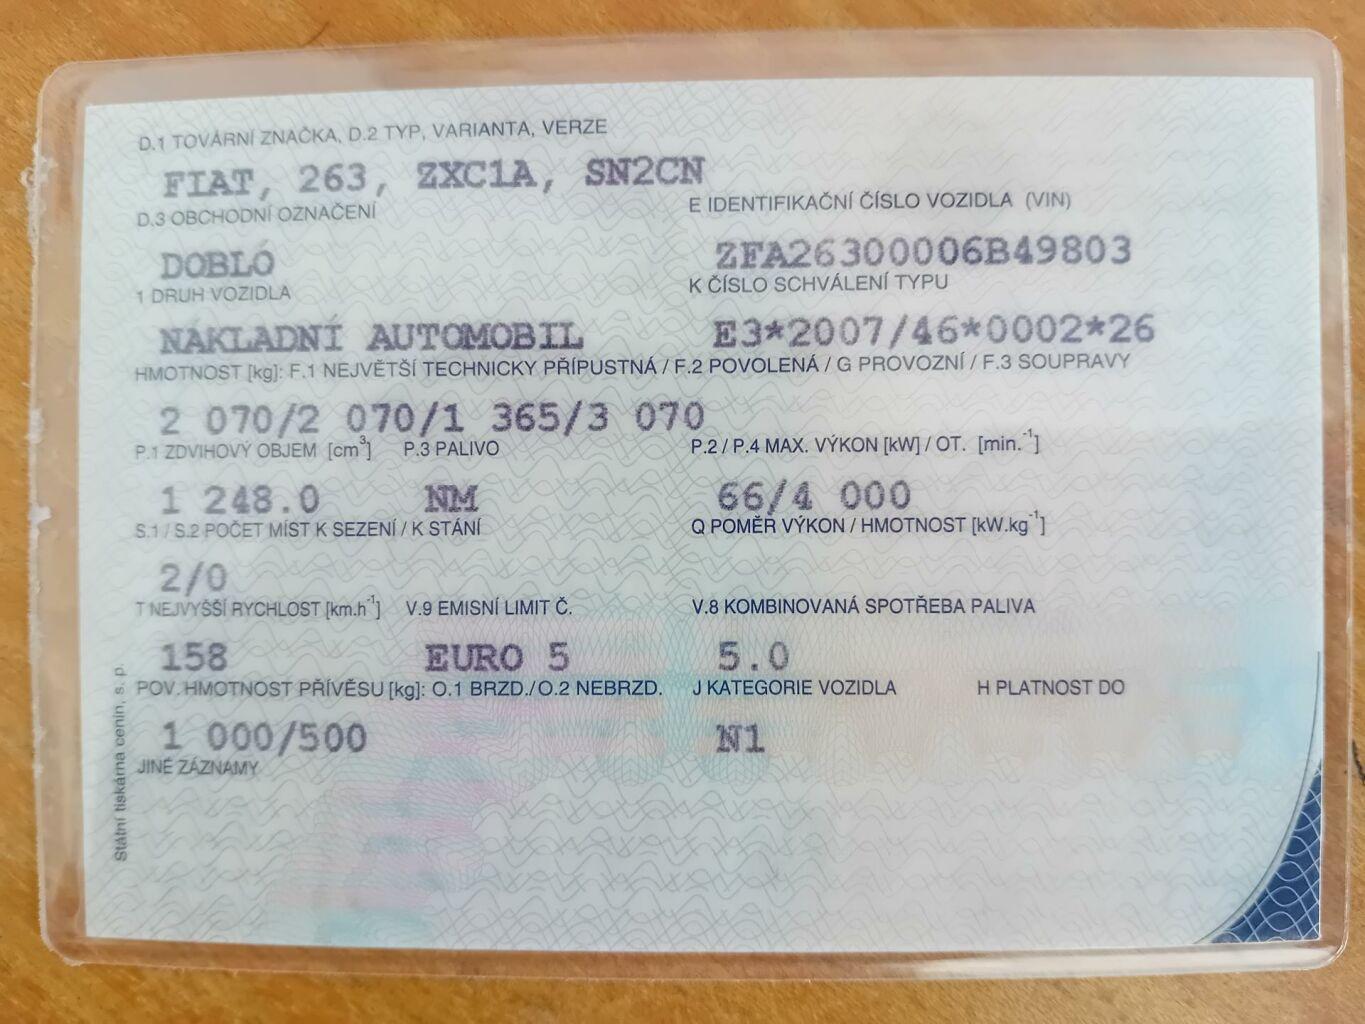 D.1 TOVÁRNÍ ZNAČKA, D.2 TYP, VARIANTA, VERZE
FIAT, 263, ZXC1A, SN2CN
D.3 OBCHODNÍ OZNAČENÍ E IDENTIFIKAČNÍ ČÍSLO VOZIDLA (VIN)
DOBLÓ ZFA26300006B49803
1 DRUH VOZIDLA K ČÍSLO SCHVÁLENÍ TYPU
NÁKLADNÍ AUTOMOBIL E3*2007/46*0002*26
HMOTNOST [kg]: F.1 NEJVĚTŠÍ TECHNICKY PŘÍPUSTNÁ / F.2 POVOLENÁ / G PROVOZNÍ / F.3 SOUPRAVY
2 070/2 070/1 365/3 070
P.1 ZDVIHOVÝ OBJEM [cm³] P.3 PALIVO P.2 / P.4 MAX. VÝKON [kW] / OT. [min.⁻¹]
1 248.0 NM 66/4 000
S.1 / S.2 POČET MÍST K SEZENÍ / K STÁNÍ Q POMĚR VÝKON / HMOTNOST [kW.kg⁻¹]
2/0
T NEJVYŠŠÍ RYCHLOST [km.h⁻¹] V.9 EMISNÍ LIMIT Č. V.8 KOMBINOVANÁ SPOTŘEBA PALIVA
158 EURO 5 5.0
POV. HMOTNOST PŘÍVĚSU [kg]: O.1 BRZD./O.2 NEBRZD. J KATEGORIE VOZIDLA H PLATNOST DO
1 000/500 N1
JINÉ ZÁZNAMY
Státní tiskárna cenin, s. p.